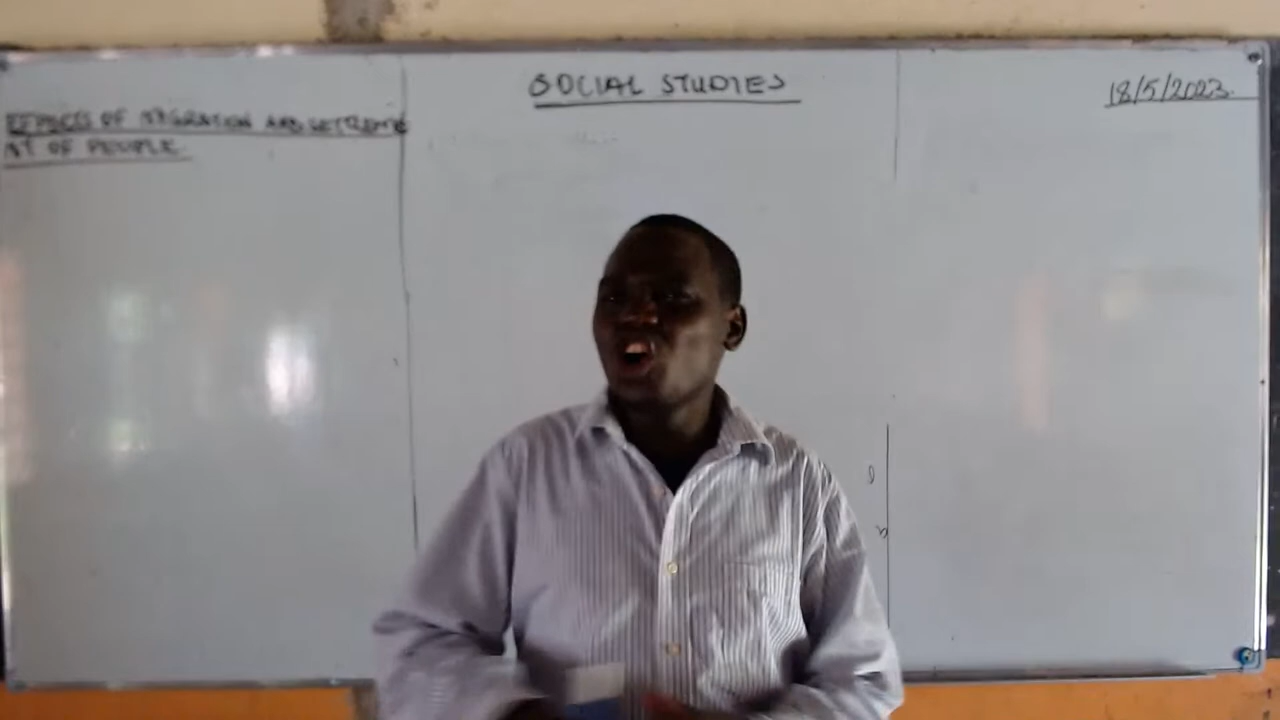 SOCIAL STUDIES
18/5/2023.
EFFECTS OF MIGRATION AND SETTLEME
NT OF PEOPLE